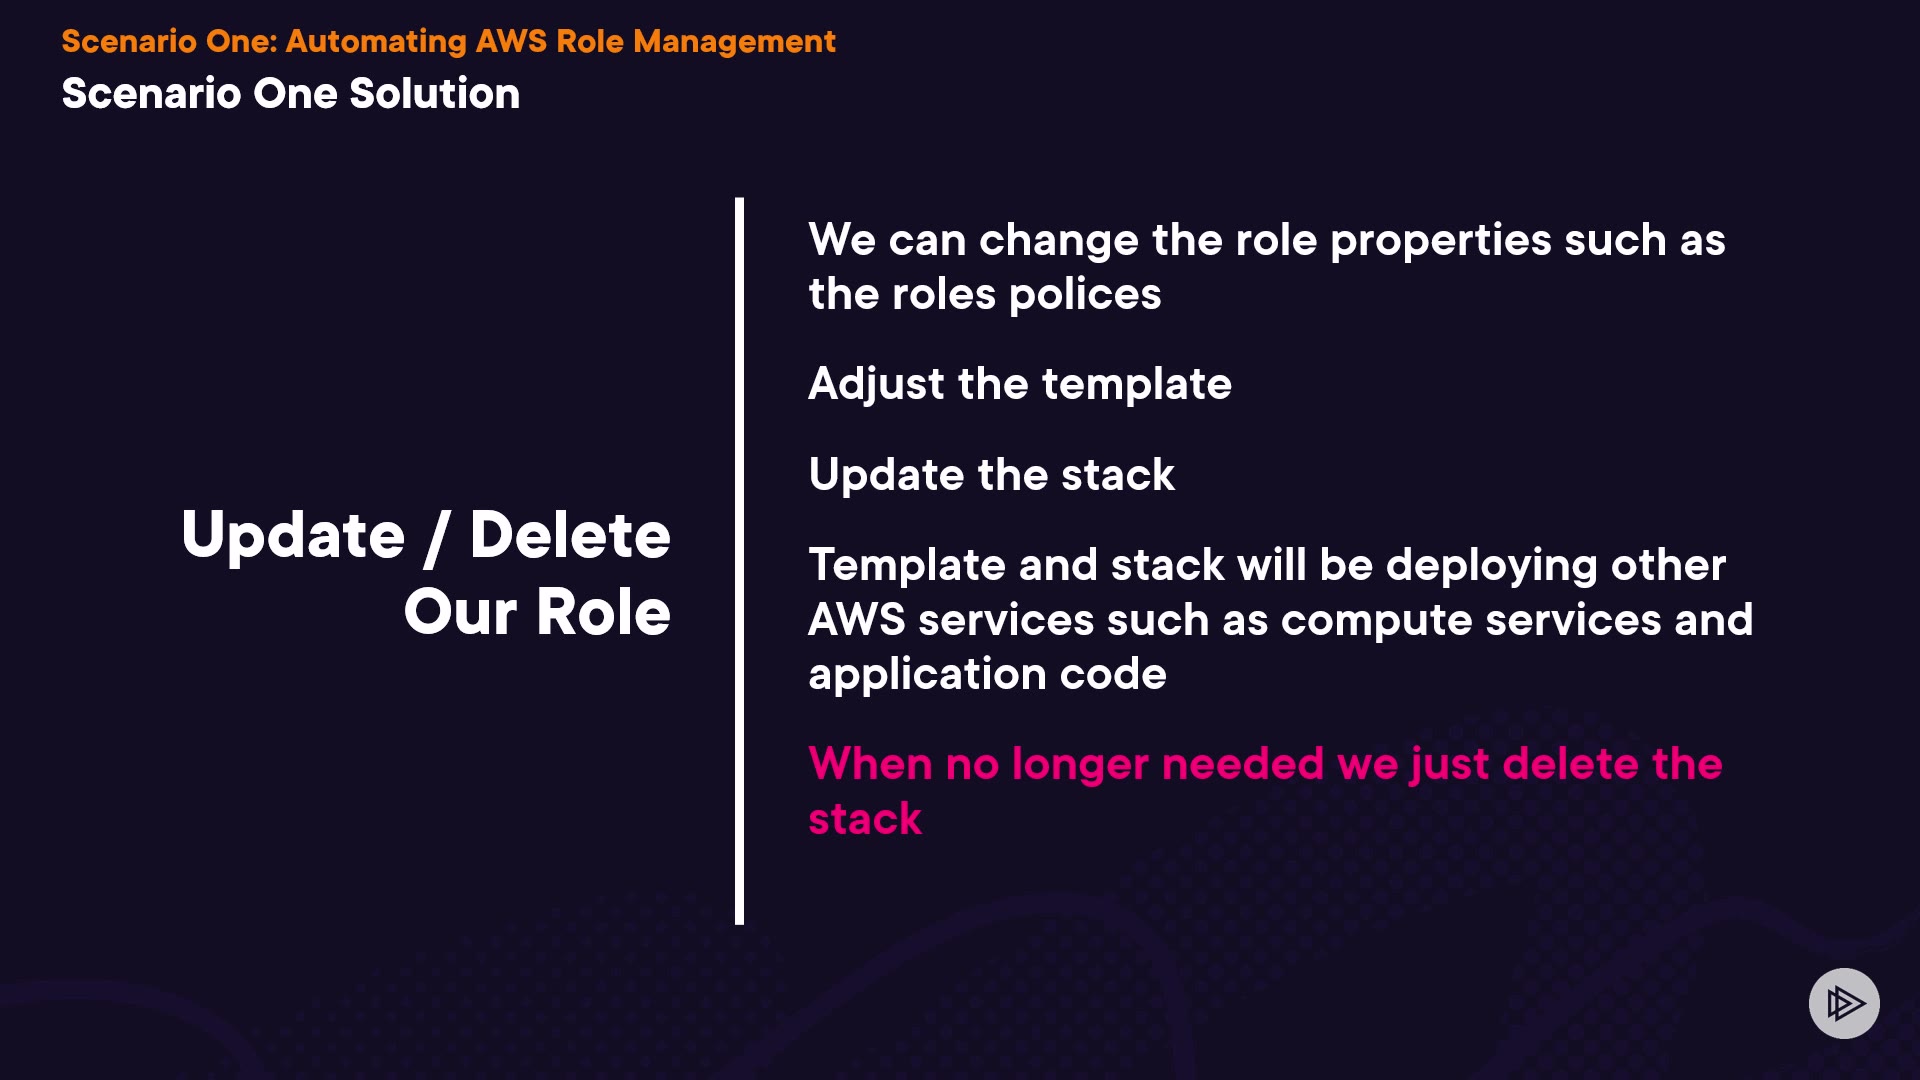 Scenario One: Automating AWS Role Management
Scenario One Solution
Update / Delete
Our Role
We can change the role properties such as
the roles polices
Adjust the template
Update the stack
Template and stack will be deploying other
AWS services such as compute services and
application code
When no longer needed we just delete the
stack